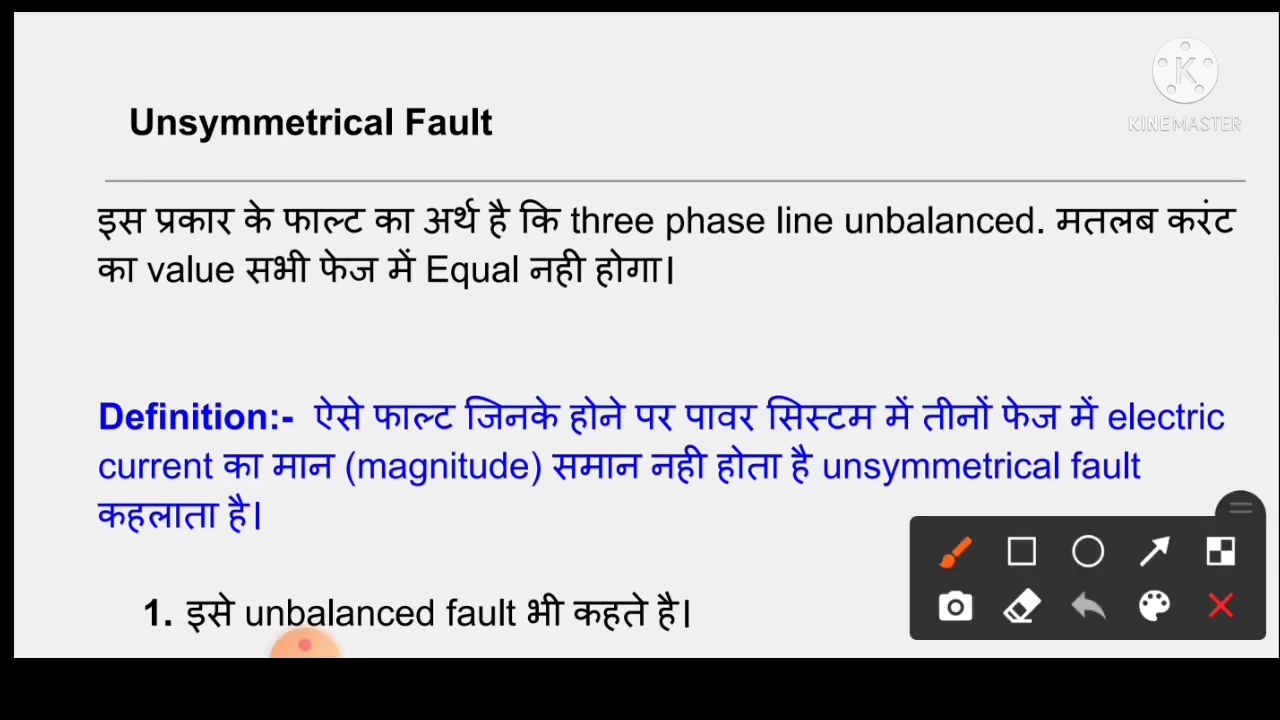 KINEMASTER
Unsymmetrical Fault
इस प्रकार के फाल्ट का अर्थ है कि three phase line unbalanced. मतलब करंट
का value सभी फेज में Equal नही होगा।
Definition:- ऐसे फाल्ट जिनके होने पर पावर सिस्टम में तीनों फेज में electric
current का मान (magnitude) समान नही होता है unsymmetrical fault
कहलाता है।
1. इसे unbalanced fault भी कहते है।